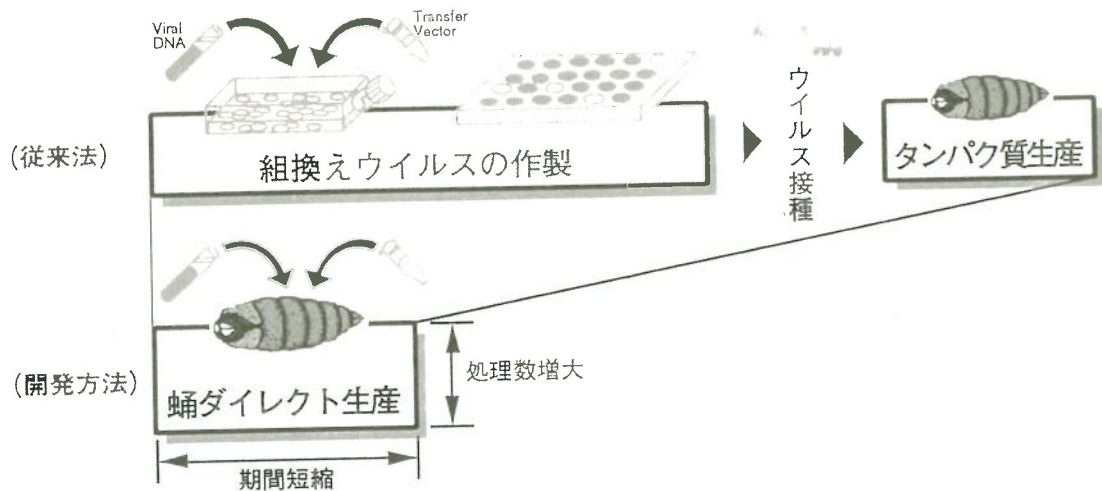 Viral
DNA
Transfer
Vector
(従来法)
組換えウイルスの作製
ウイルス接種
タンパク質生産
(開発方法)
蛹ダイレクト生産
処理数増大
期間短縮